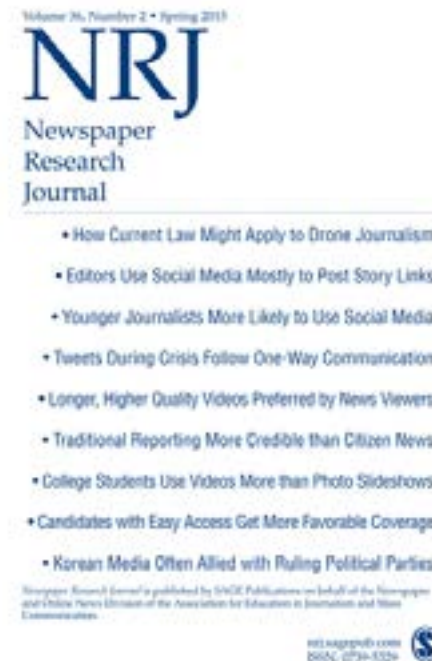 Volume 36, Number 2 • Spring 2015
NRJ
Newspaper
Research
Journal
• How Current Law Might Apply to Drone Journalism
• Editors Use Social Media Mostly to Post Story Links
• Younger Journalists More Likely to Use Social Media
• Tweets During Crisis Follow One-Way Communication
• Longer, Higher Quality Videos Preferred by News Viewers
• Traditional Reporting More Credible than Citizen News
• College Students Use Videos More than Photo Slideshows
• Candidates with Easy Access Get More Favorable Coverage
• Korean Media Often Allied with Ruling Political Parties
Newspaper Research Journal is published by SAGE Publications on behalf of the Newspaper
and Online News Division of the Association for Education in Journalism and Mass
Communication.
nrj.sagepub.com
ISSN: 0739-5329
S